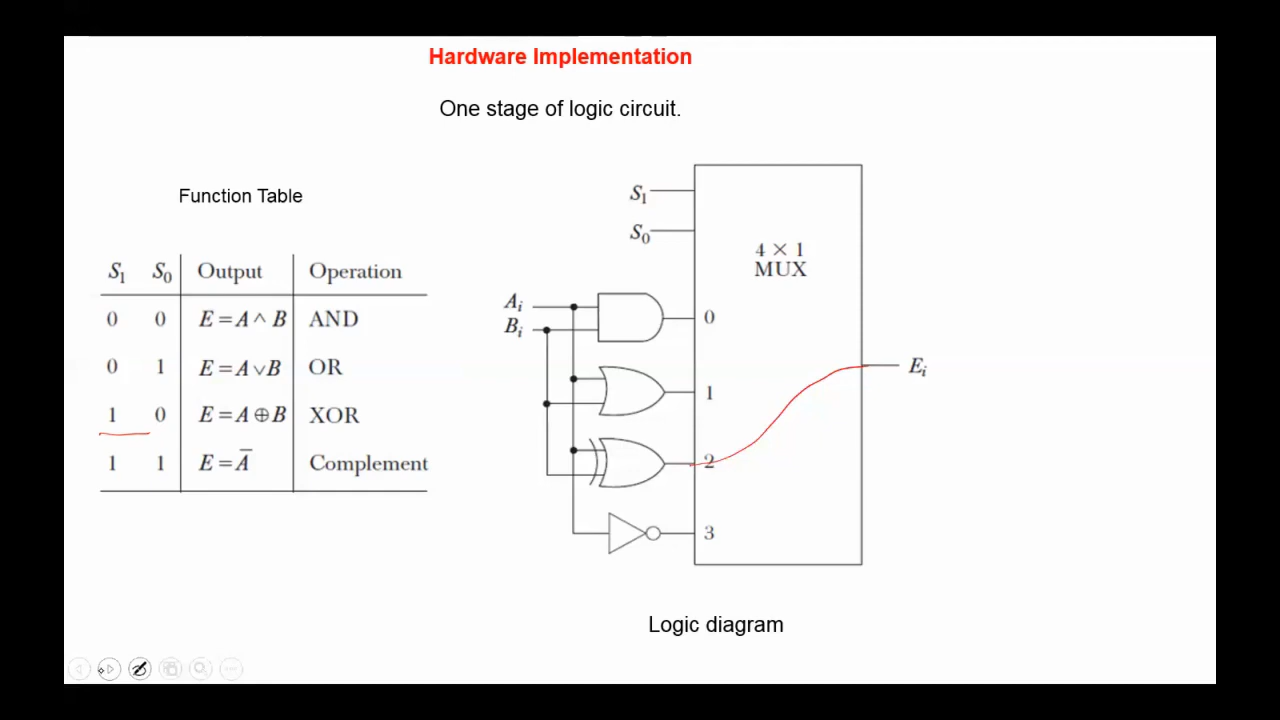 Hardware Implementation
One stage of logic circuit.
Function Table
S₁ S₀ Output Operation
0 0 E = A ∧ B AND
0 1 E = A ∨ B OR
1 0 E = A ⊕ B XOR
1 1 E = A̅ Complement
S₁
S₀
4 × 1
MUX
Aᵢ
Bᵢ
0
1
2
3
Eᵢ
Logic diagram